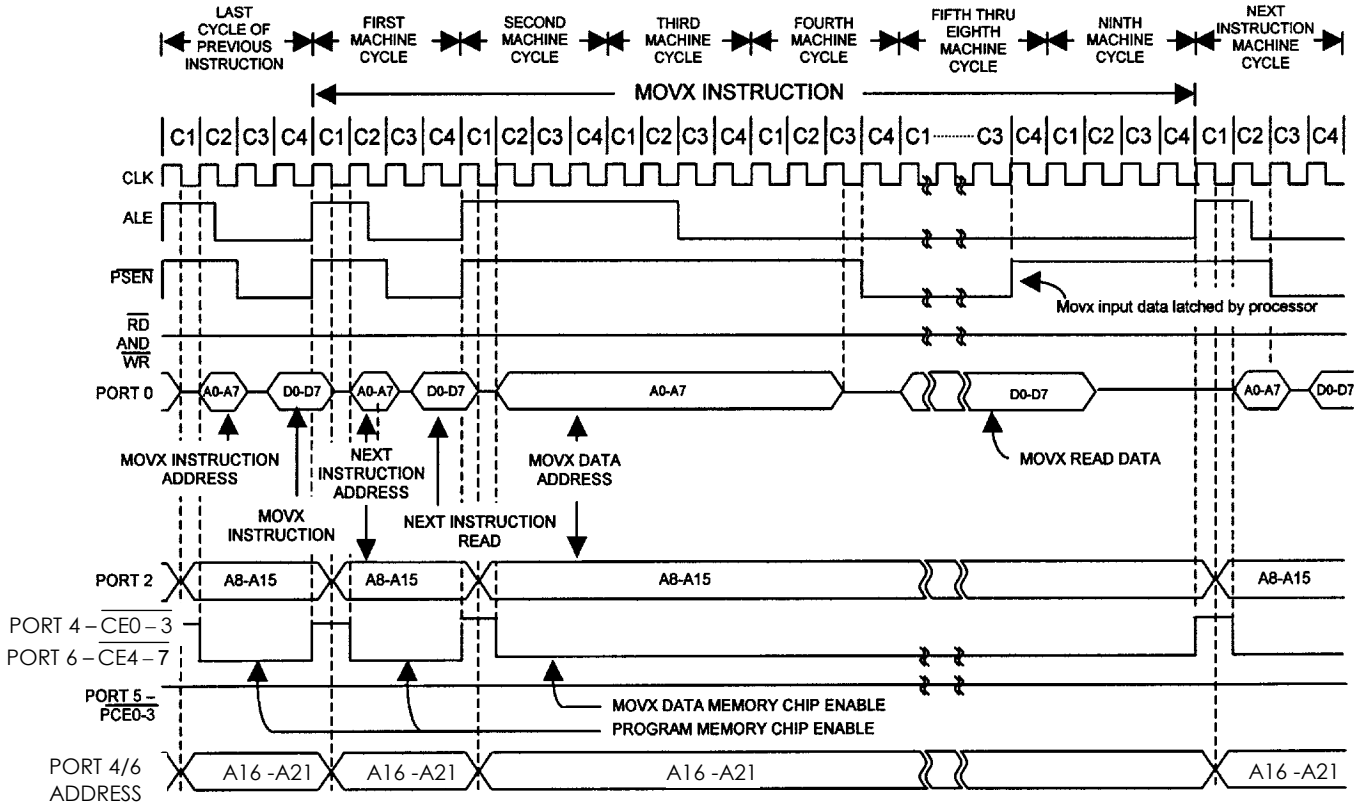 LAST
CYCLE OF
PREVIOUS
INSTRUCTION
FIRST
MACHINE
CYCLE
SECOND
MACHINE
CYCLE
THIRD
MACHINE
CYCLE
FOURTH
MACHINE
CYCLE
FIFTH THRU
EIGHTH
MACHINE
CYCLE
NINTH
MACHINE
CYCLE
NEXT
INSTRUCTION
MACHINE
CYCLE
MOVX INSTRUCTION
C1 C2 C3 C4 C1 C2 C3 C4 C1 C2 C3 C4 C1 C2 C3 C4 C1 C2 C3 C4 C1 ......... C3 C4 C1 C2 C3 C4 C1 C2 C3 C4
CLK
ALE
PSEN
Movx input data latched by processor
RD
AND
WR
PORT 0 A0-A7 D0-D7 A0-A7 D0-D7 A0-A7 D0-D7 A0-A7 D0-D7
MOVX INSTRUCTION
ADDRESS
NEXT
INSTRUCTION
ADDRESS
MOVX DATA
ADDRESS
MOVX READ DATA
MOVX
INSTRUCTION
NEXT INSTRUCTION
READ
PORT 2 A8-A15 A8-A15 A8-A15 A8-A15
PORT 4 – CE0 – 3
PORT 6 – CE4 – 7
PORT 5 –
PCE0-3
MOVX DATA MEMORY CHIP ENABLE
PROGRAM MEMORY CHIP ENABLE
PORT 4/6
ADDRESS
A16 -A21 A16 -A21 A16 -A21 A16 -A21